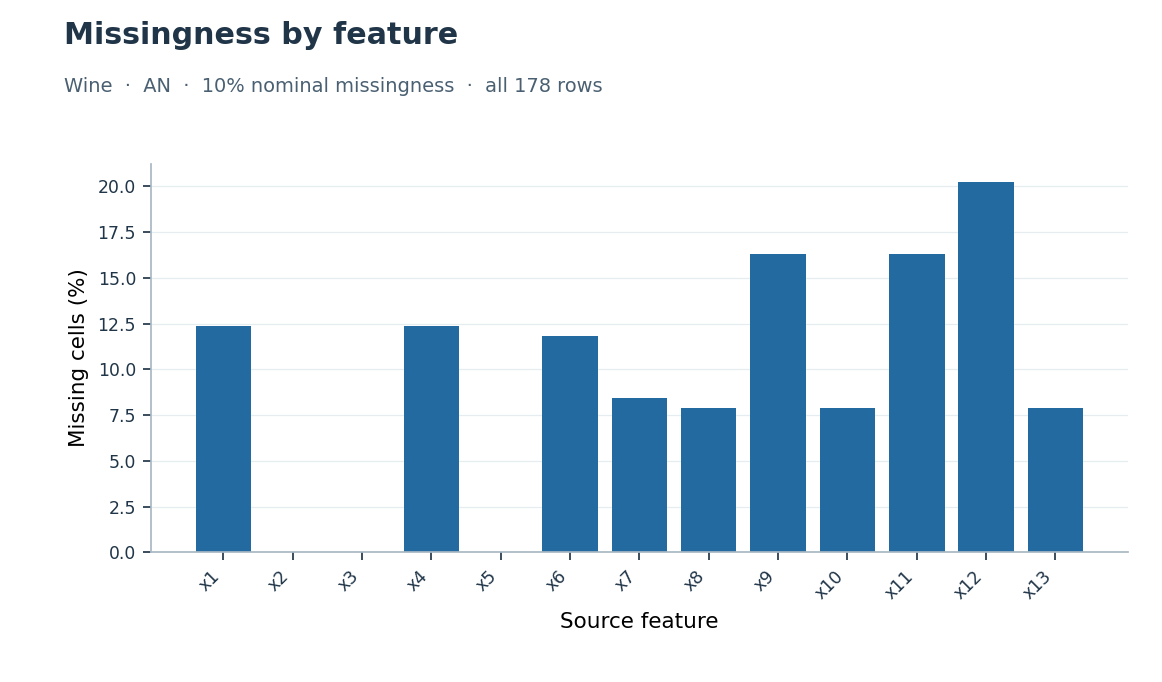 Missingness by feature
Wine · AN · 10% nominal missingness · all 178 rows
Missing cells (%)
20.0
17.5
15.0
12.5
10.0
7.5
5.0
2.5
0.0
x1 x2 x3 x4 x5 x6 x7 x8 x9 x10 x11 x12 x13
Source feature